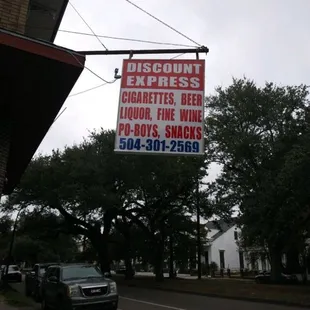 DISCOUNT
EXPRESS
CIGARETTES, BEER
LIQUOR, FINE WINE
PO-BOYS, SNACKS
504-301-2569